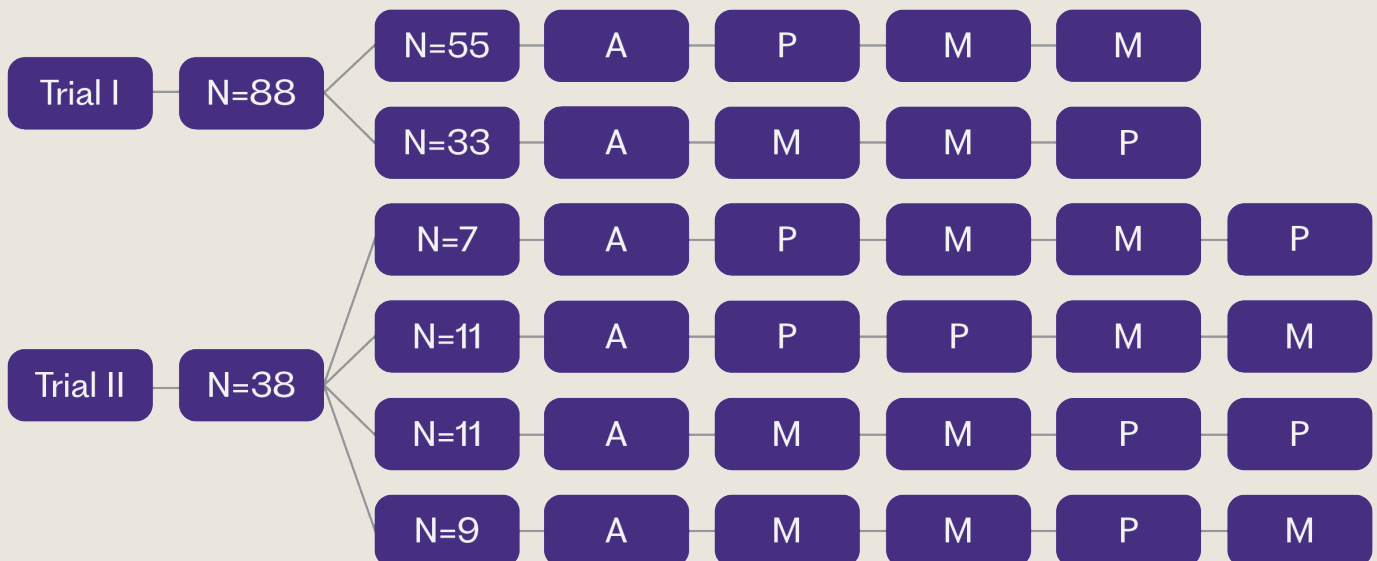 N=55 A P M M
Trial I N=88
N=33 A M M P
N=7 A P M M P
N=11 A P P M M
Trial II N=38
N=11 A M M P P
N=9 A M M P M